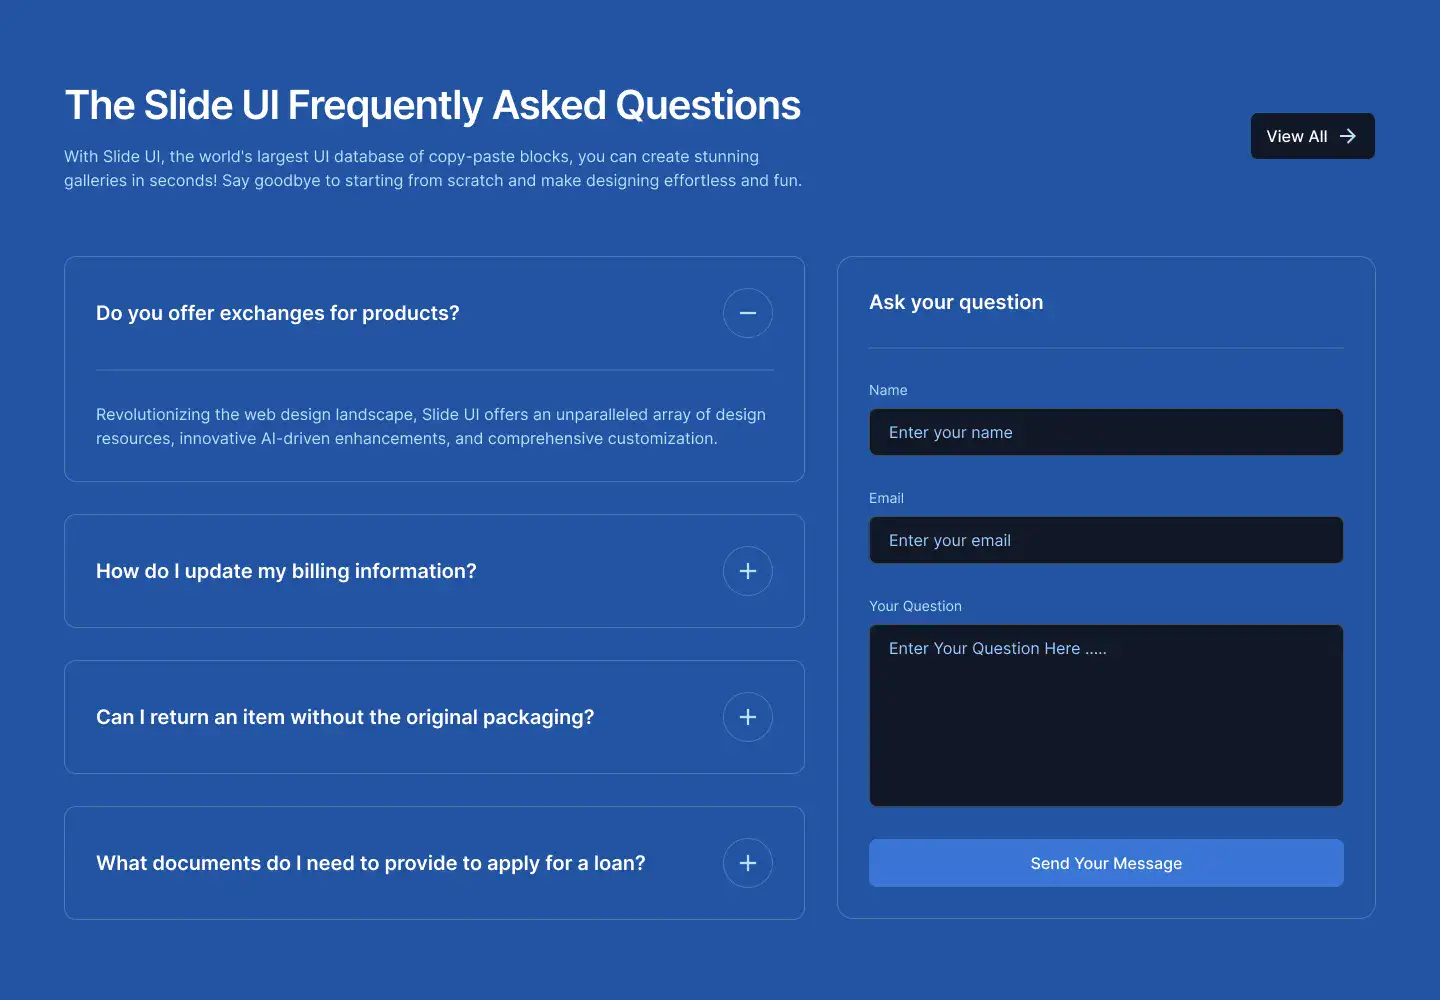 The Slide UI Frequently Asked Questions
With Slide UI, the world's largest UI database of copy-paste blocks, you can create stunning
galleries in seconds! Say goodbye to starting from scratch and make designing effortless and fun.
View All
Do you offer exchanges for products?
Revolutionizing the web design landscape, Slide UI offers an unparalleled array of design
resources, innovative AI-driven enhancements, and comprehensive customization.
How do I update my billing information?
Can I return an item without the original packaging?
What documents do I need to provide to apply for a loan?
Ask your question
Name
Enter your name
Email
Enter your email
Your Question
Enter Your Question Here .....
Send Your Message